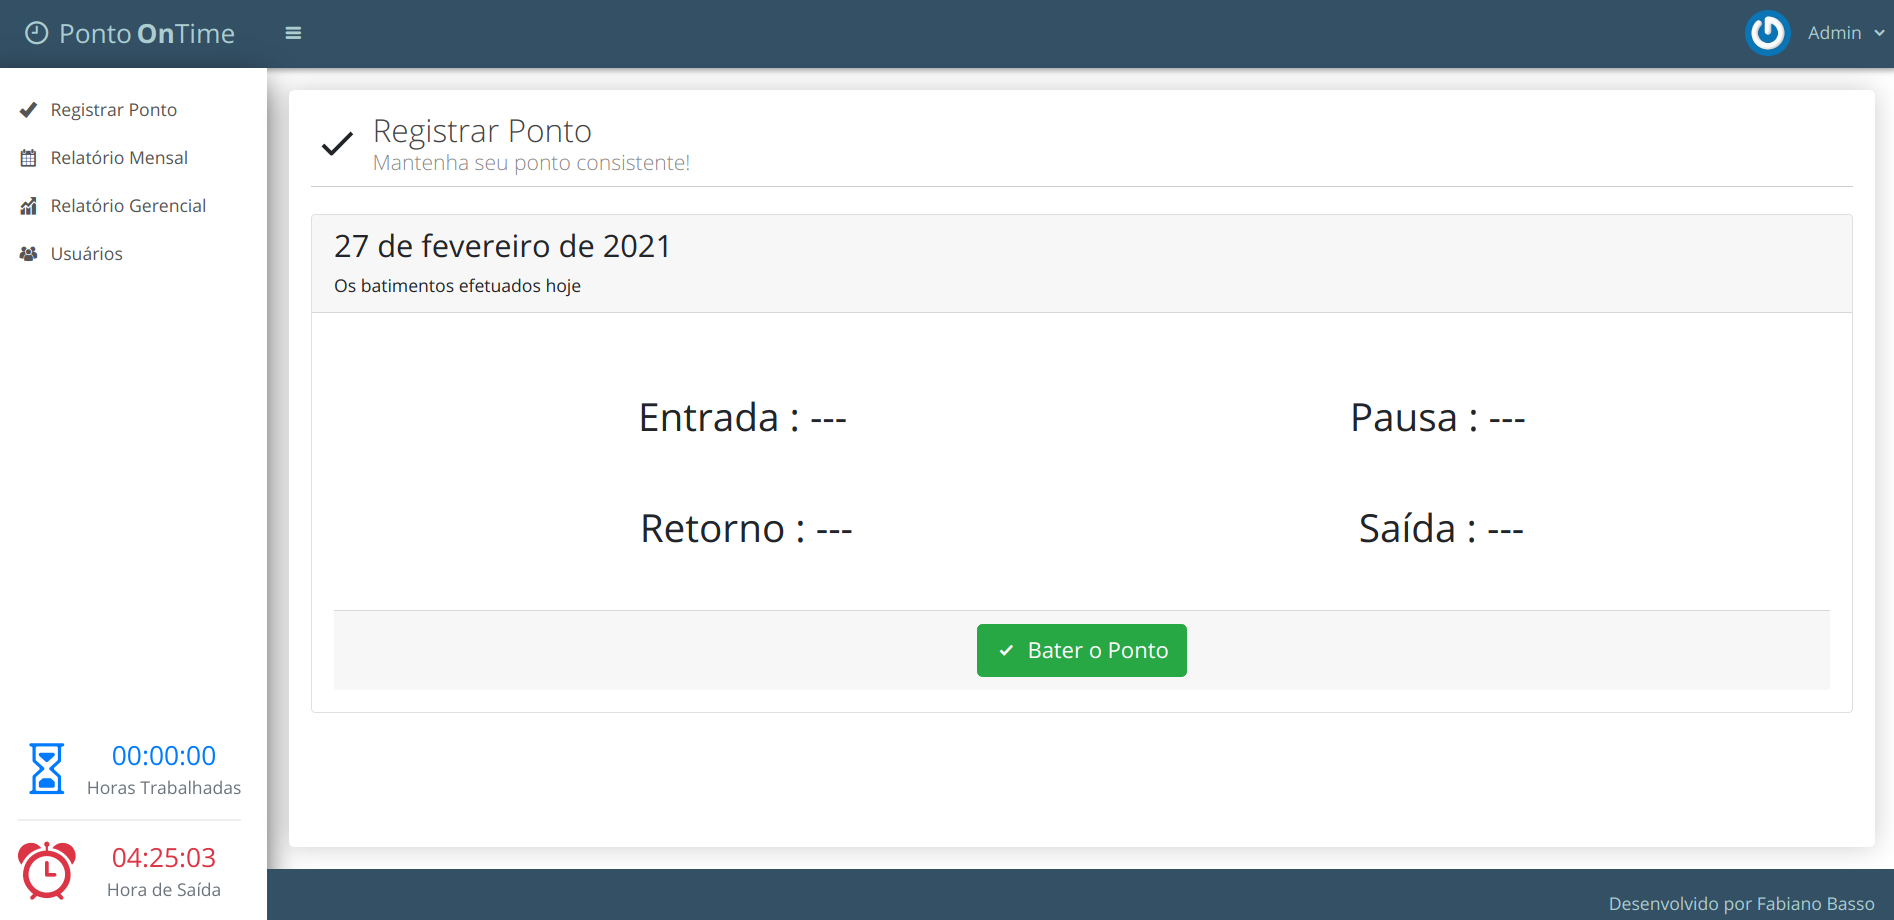 Ponto OnTime
Admin
Registrar Ponto
Relatório Mensal
Relatório Gerencial
Usuários
00:00:00
Horas Trabalhadas
04:25:03
Hora de Saída
Registrar Ponto
Mantenha seu ponto consistente!
27 de fevereiro de 2021
Os batimentos efetuados hoje
Entrada : ---
Pausa : ---
Retorno : ---
Saída : ---
Bater o Ponto
Desenvolvido por Fabiano Basso